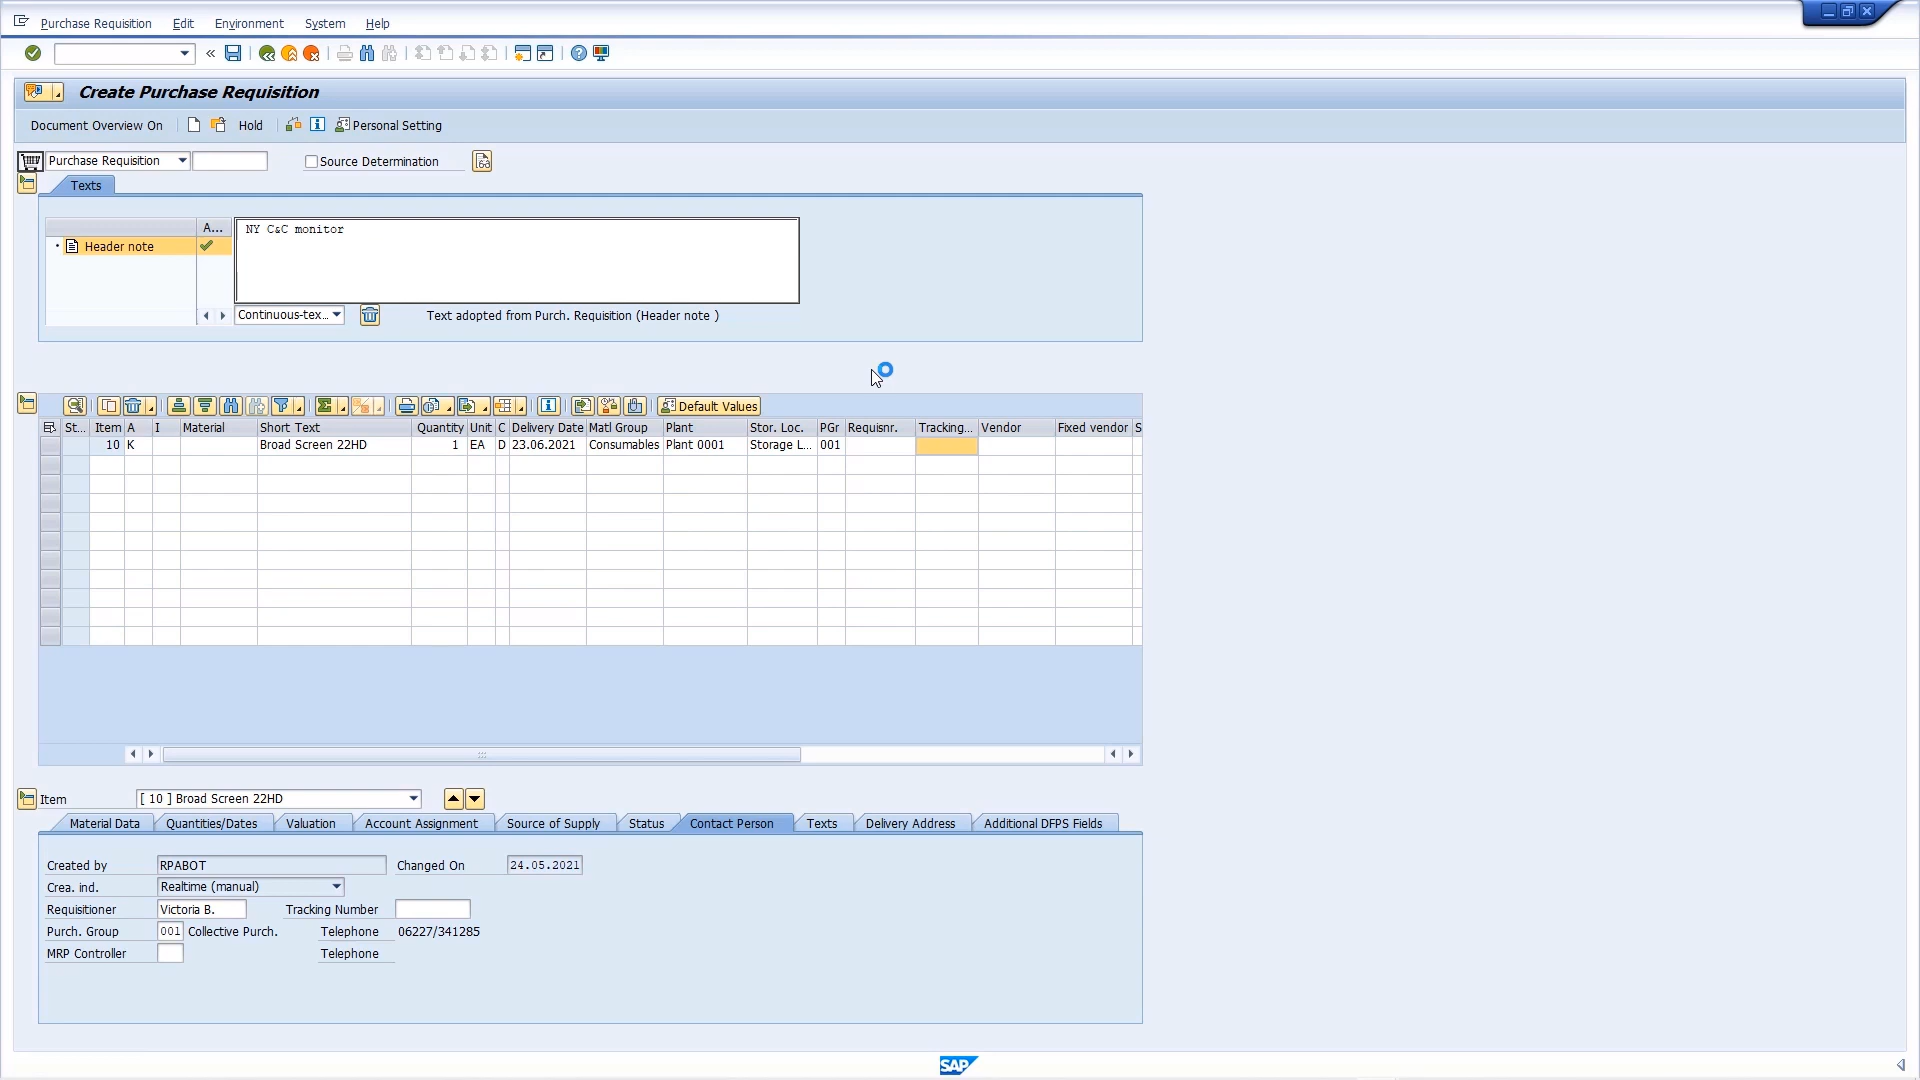 Purchase Requisition Edit Environment System Help
Create Purchase Requisition
Document Overview On Hold Personal Setting
Purchase Requisition Source Determination
Texts
A...
NY C&C monitor
Header note
Continuous-tex... Text adopted from Purch. Requisition (Header note )
Default Values
St... Item A I Material Short Text Quantity Unit C Delivery Date Matl Group Plant Stor. Loc. PGr Requisnr. Tracking... Vendor Fixed vendor S
10 K Broad Screen 22HD 1 EA D 23.06.2021 Consumables Plant 0001 Storage L... 001
Item [ 10 ] Broad Screen 22HD
Material Data Quantities/Dates Valuation Account Assignment Source of Supply Status Contact Person Texts Delivery Address Additional DFPS Fields
Created by RPABOT Changed On 24.05.2021
Crea. ind. Realtime (manual)
Requisitioner Victoria B. Tracking Number
Purch. Group 001 Collective Purch. Telephone 06227/341285
MRP Controller Telephone
SAP